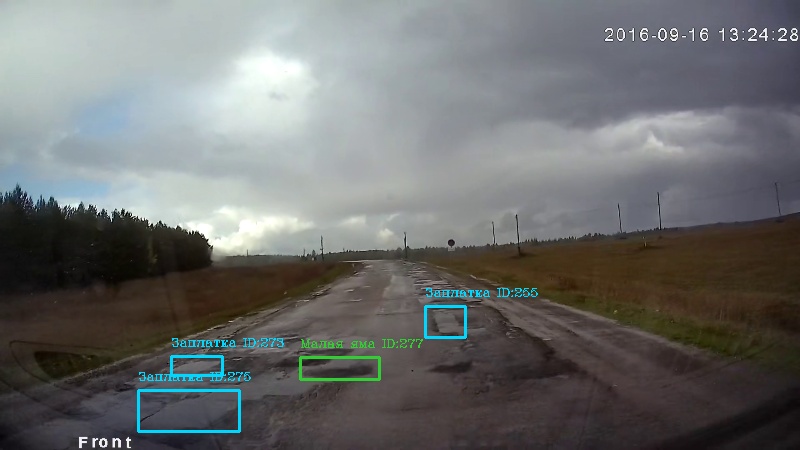 2016-09-16 13:24:28
Заплатка ID:255
Заплатка ID:273
Малая яма ID:277
Заплатка ID:275
Front